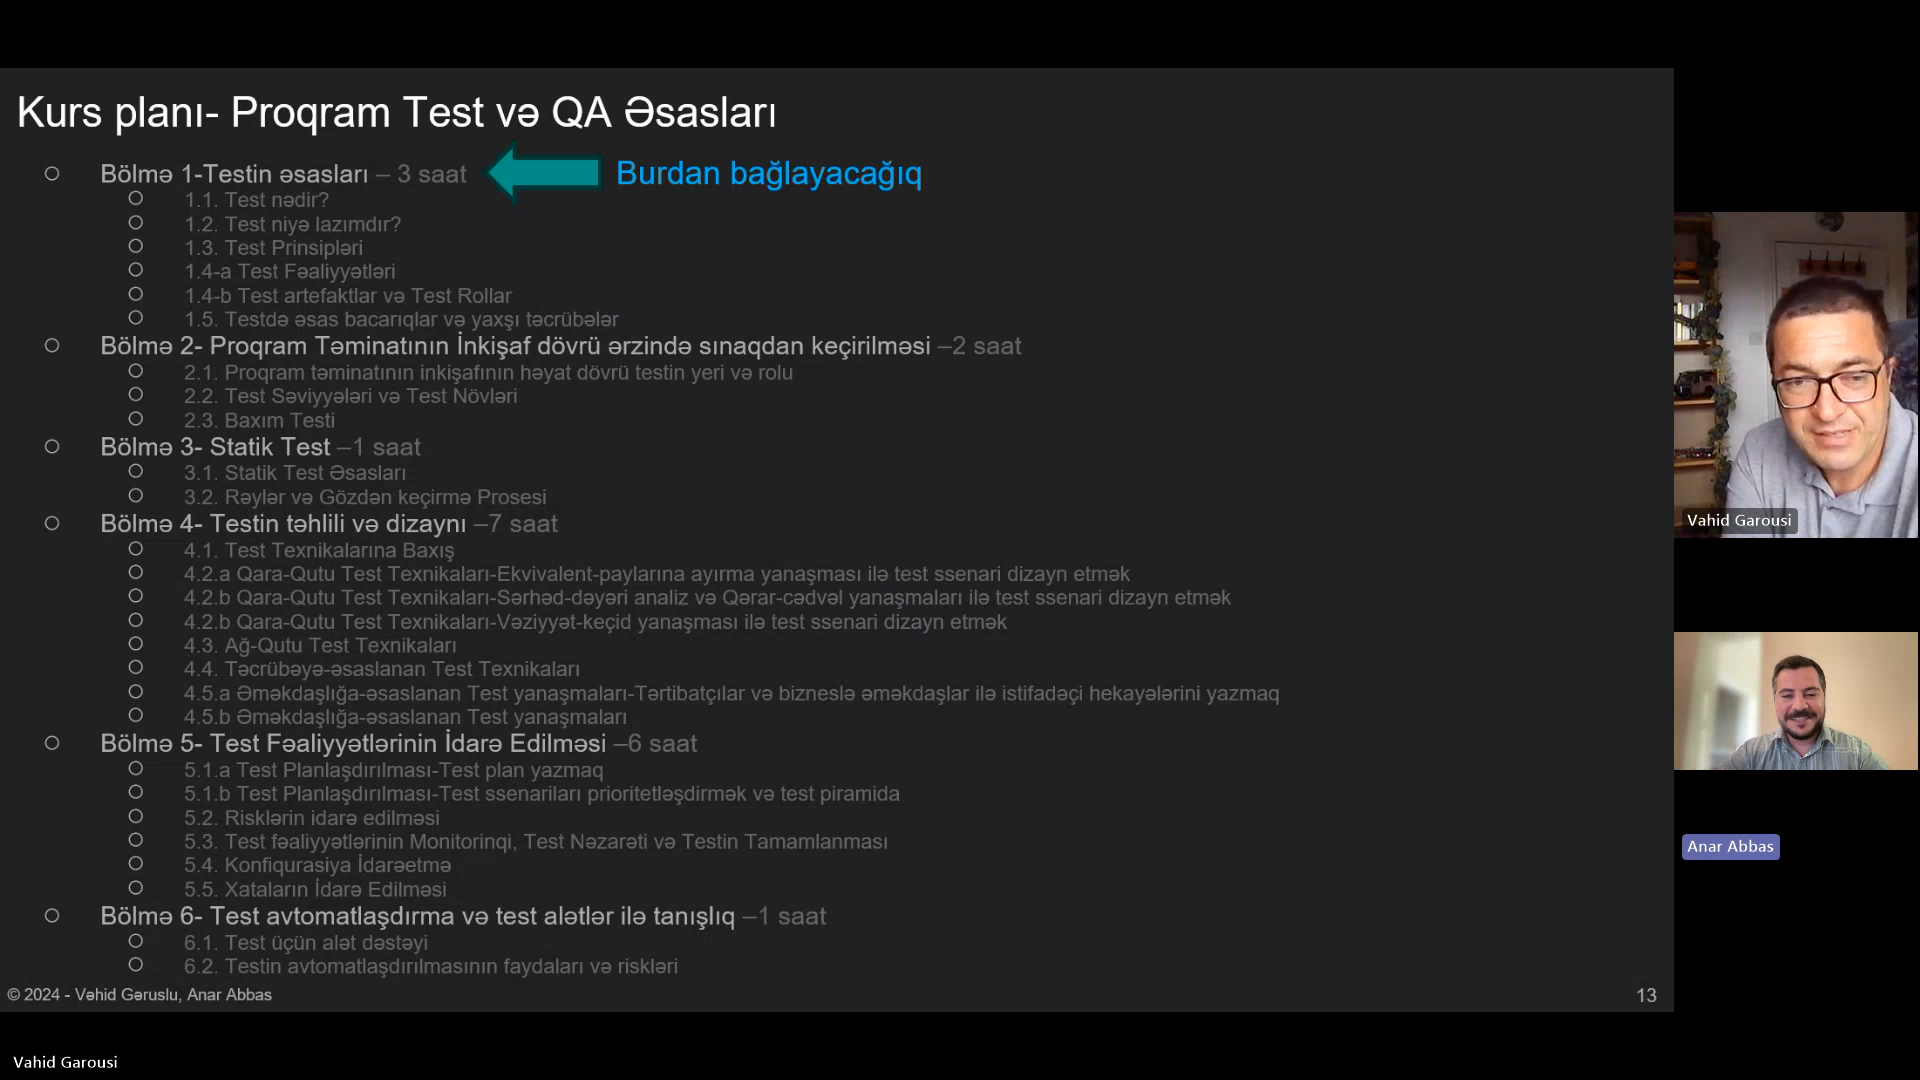 Kurs planı- Proqram Test və QA Əsasları
Bölmə 1-Testin əsasları – 3 saat
Burdan bağlayacağıq
1.1. Test nədir?
1.2. Test niyə lazımdır?
1.3. Test Prinsipləri
1.4-a Test Fəaliyyətləri
1.4-b Test artefaktlar və Test Rollar
1.5. Testdə əsas bacarıqlar və yaxşı təcrübələr
Bölmə 2- Proqram Təminatının İnkişaf dövrü ərzində sınaqdan keçirilməsi –2 saat
2.1. Proqram təminatının inkişafının həyat dövrü testin yeri və rolu
2.2. Test Səviyyələri və Test Növləri
2.3. Baxım Testi
Bölmə 3- Statik Test –1 saat
3.1. Statik Test Əsasları
3.2. Rəylər və Gözdən keçirmə Prosesi
Bölmə 4- Testin təhlili və dizaynı –7 saat
4.1. Test Texnikalarına Baxış
4.2.a Qara-Qutu Test Texnikaları-Ekvivalent-paylarına ayırma yanaşması ilə test ssenari dizayn etmək
4.2.b Qara-Qutu Test Texnikaları-Sərhəd-dəyəri analiz və Qərar-cədvəl yanaşmaları ilə test ssenari dizayn etmək
4.2.b Qara-Qutu Test Texnikaları-Vəziyyət-keçid yanaşması ilə test ssenari dizayn etmək
4.3. Ağ-Qutu Test Texnikaları
4.4. Təcrübəyə-əsaslanan Test Texnikaları
4.5.a Əməkdaşlığa-əsaslanan Test yanaşmaları-Tərtibatçılar və bizneslə əməkdaşlar ilə istifadəçi hekayələrini yazmaq
4.5.b Əməkdaşlığa-əsaslanan Test yanaşmaları
Bölmə 5- Test Fəaliyyətlərinin İdarə Edilməsi –6 saat
5.1.a Test Planlaşdırılması-Test plan yazmaq
5.1.b Test Planlaşdırılması-Test ssenariları prioritetləşdirmək və test piramida
5.2. Risklərin idarə edilməsi
5.3. Test fəaliyyətlərinin Monitorinqi, Test Nəzarəti və Testin Tamamlanması
5.4. Konfiqurasiya İdarəetmə
5.5. Xataların İdarə Edilməsi
Bölmə 6- Test avtomatlaşdırma və test alətlər ilə tanışlıq –1 saat
6.1. Test üçün alət dəstəyi
6.2. Testin avtomatlaşdırılmasının faydaları və riskləri
© 2024 - Vəhid Gəruslu, Anar Abbas
13
Vahid Garousi
Anar Abbas
Vahid Garousi